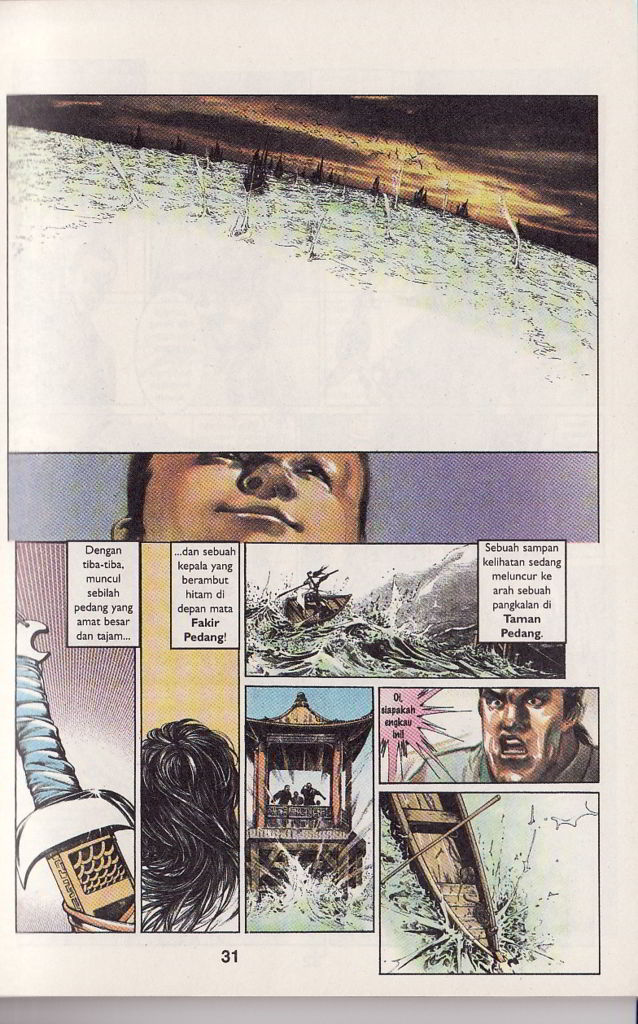 Dengan
tiba-tiba,
muncul
sebilah
pedang yang
amat besar
dan tajam...
...dan sebuah
kepala yang
berambut
hitam di
depan mata
Fakir
Pedang!
Sebuah sampan
kelihatan sedang
meluncur ke
arah sebuah
pangkalan di
Taman
Pedang.
Oi,
siapakah
engkau
ini!
31